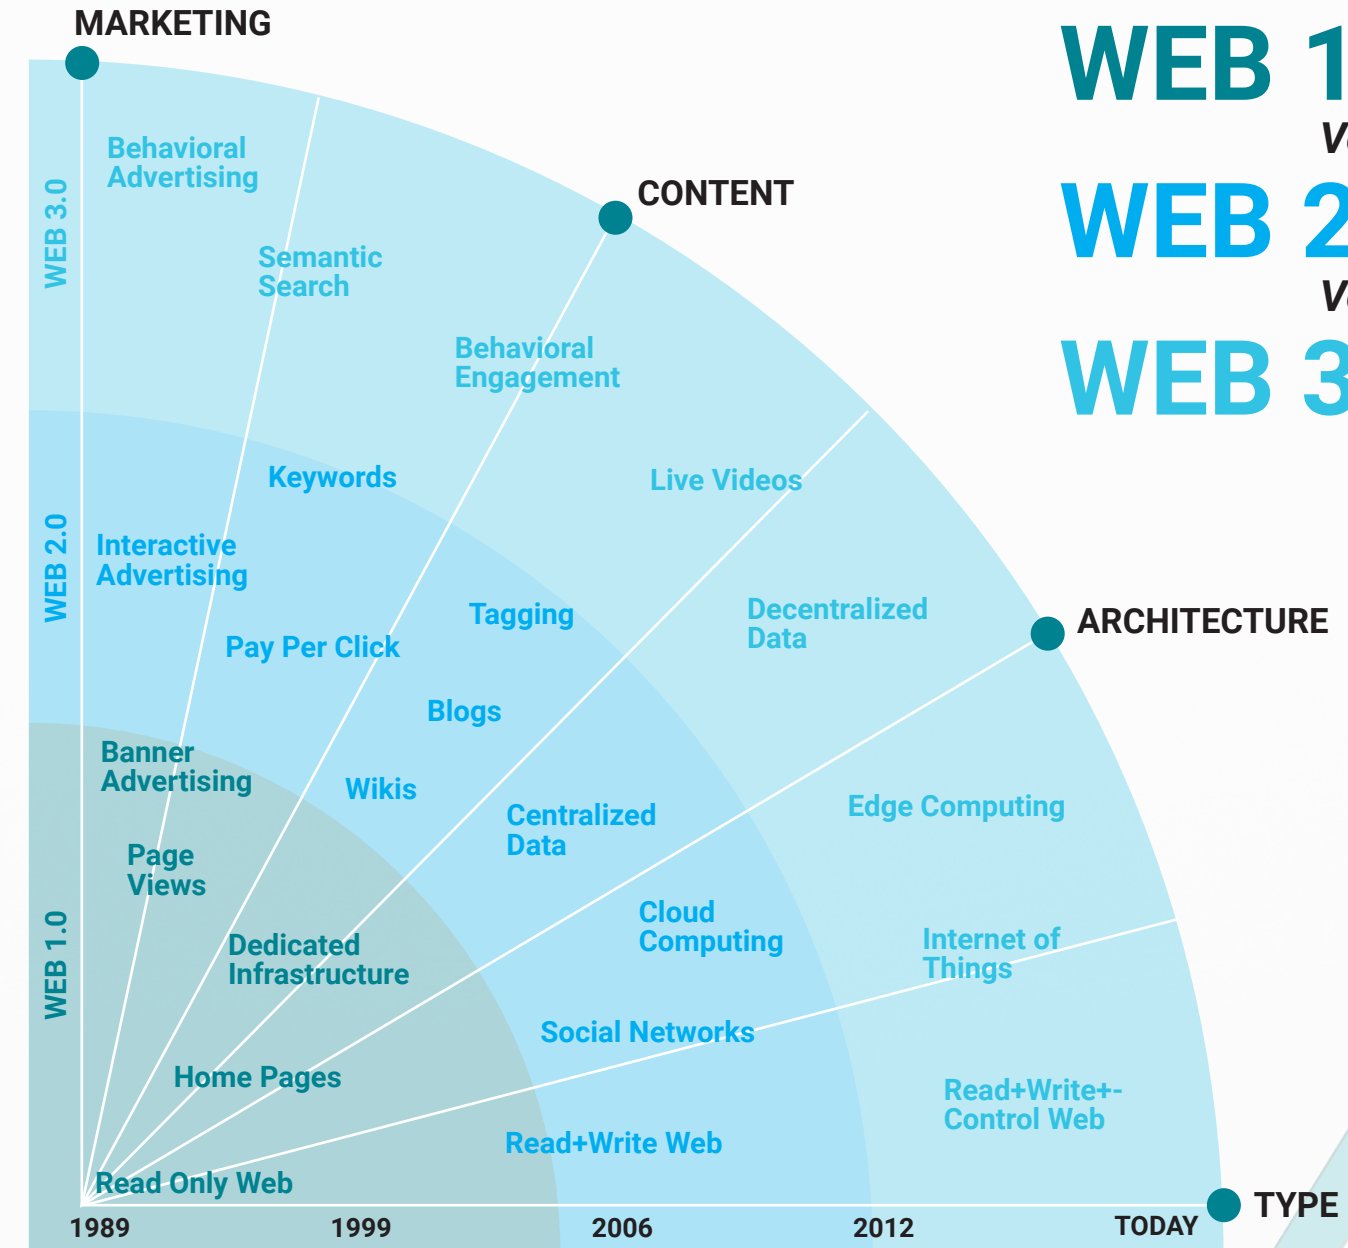 MARKETING
WEB 1
WEB 2
WEB 3
CONTENT
ARCHITECTURE
TYPE
WEB 3.0
Behavioral
Advertising
Semantic
Search
Behavioral
Engagement
Live Videos
Decentralized
Data
Edge Computing
Internet of
Things
Read+Write+-
Control Web
WEB 2.0
Keywords
Interactive
Advertising
Pay Per Click
Tagging
Blogs
Wikis
Centralized
Data
Cloud
Computing
Social Networks
Read+Write Web
WEB 1.0
Banner
Advertising
Page
Views
Dedicated
Infrastructure
Home Pages
Read Only Web
1989
1999
2006
2012
TODAY